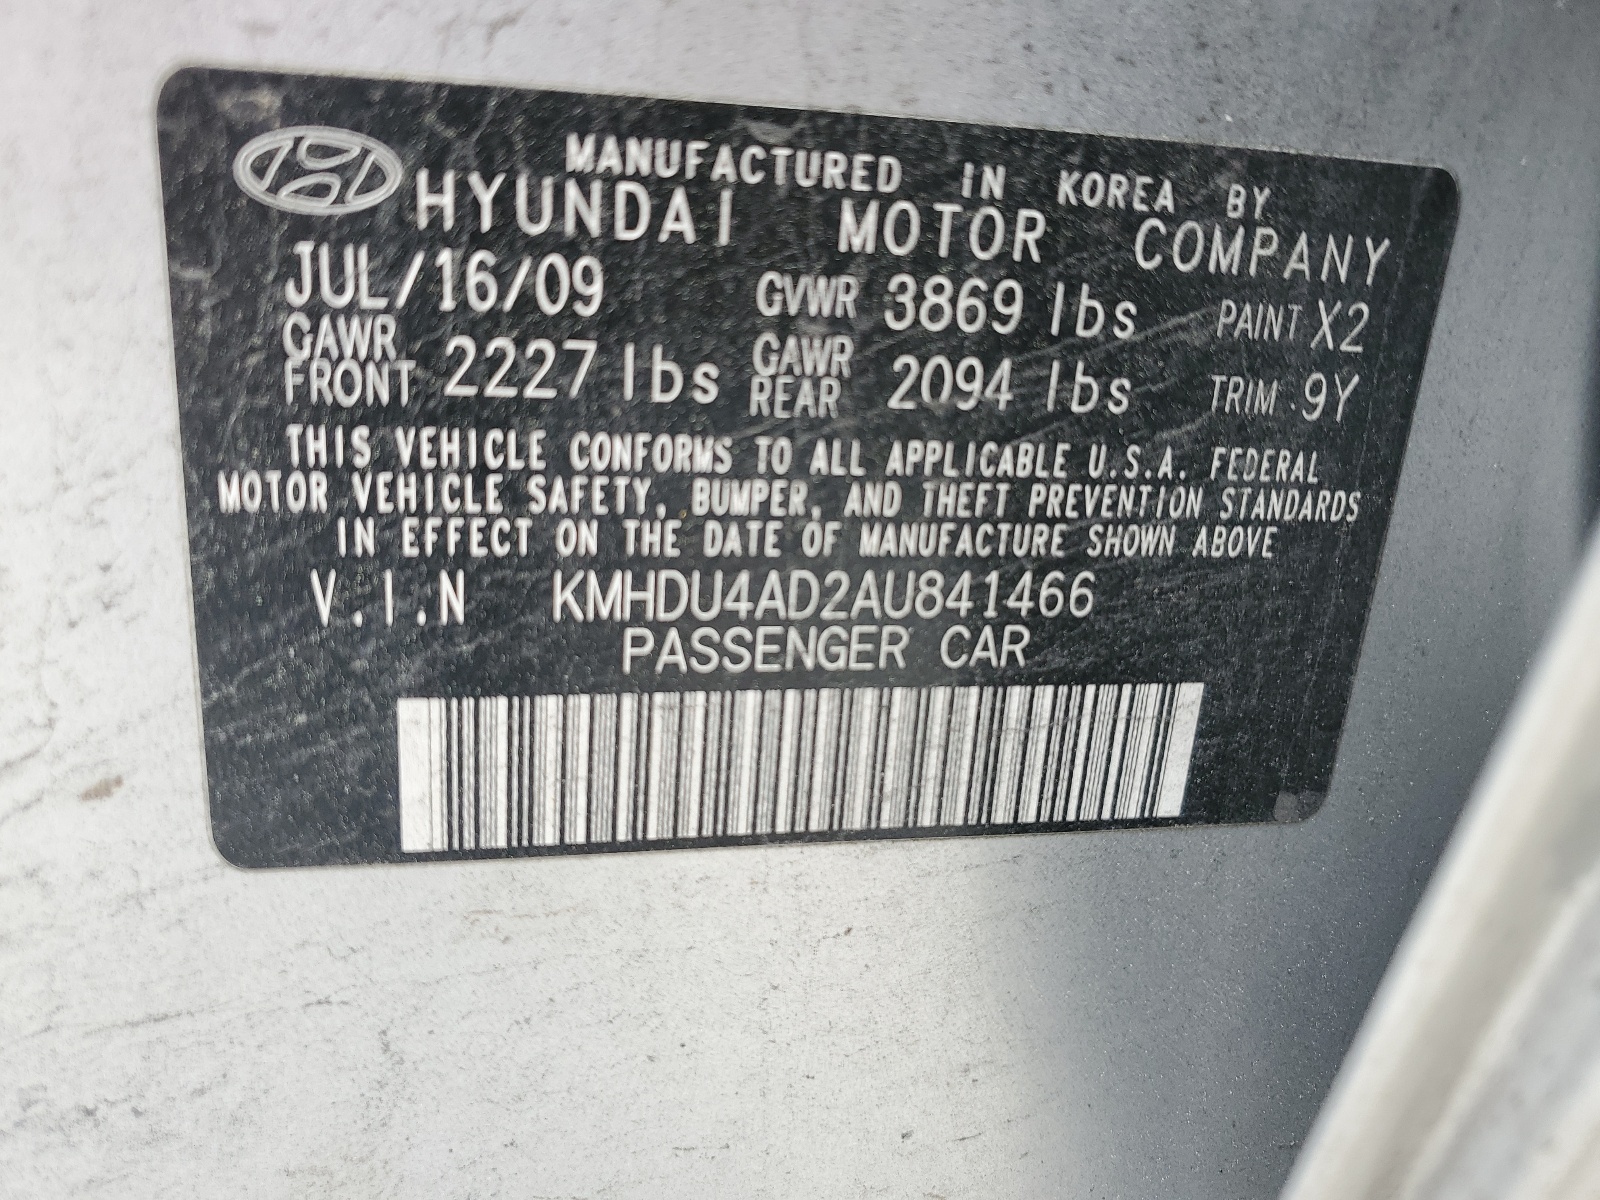 MANUFACTURED IN KOREA BY
HYUNDAI MOTOR COMPANY
JUL/16/09 GVWR 3869 lbs PAINT X2
GAWR FRONT 2227 lbs GAWR REAR 2094 lbs TRIM 9Y
THIS VEHICLE CONFORMS TO ALL APPLICABLE U.S.A. FEDERAL
MOTOR VEHICLE SAFETY, BUMPER, AND THEFT PREVENTION STANDARDS
IN EFFECT ON THE DATE OF MANUFACTURE SHOWN ABOVE
V.I.N KMHDU4AD2AU841466
PASSENGER CAR